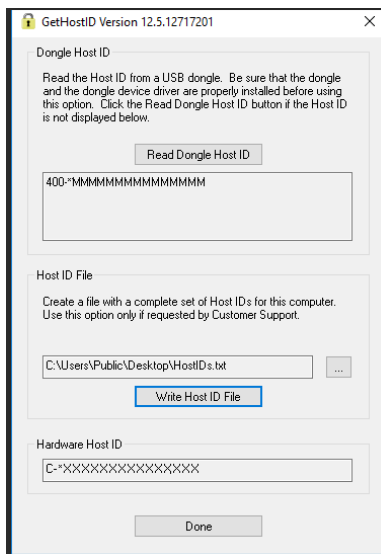 GetHostID Version 12.5.12717201
Dongle Host ID
Read the Host ID from a USB dongle. Be sure that the dongle
and the dongle device driver are properly installed before using
this option. Click the Read Dongle Host ID button if the Host ID
is not displayed below.
Read Dongle Host ID
400-*MMMMMMMMMMMMMMM
Host ID File
Create a file with a complete set of Host IDs for this computer.
Use this option only if requested by Customer Support.
C:\Users\Public\Desktop\HostIDs.txt
...
Write Host ID File
Hardware Host ID
C-*XXXXXXXXXXXXXXX
Done